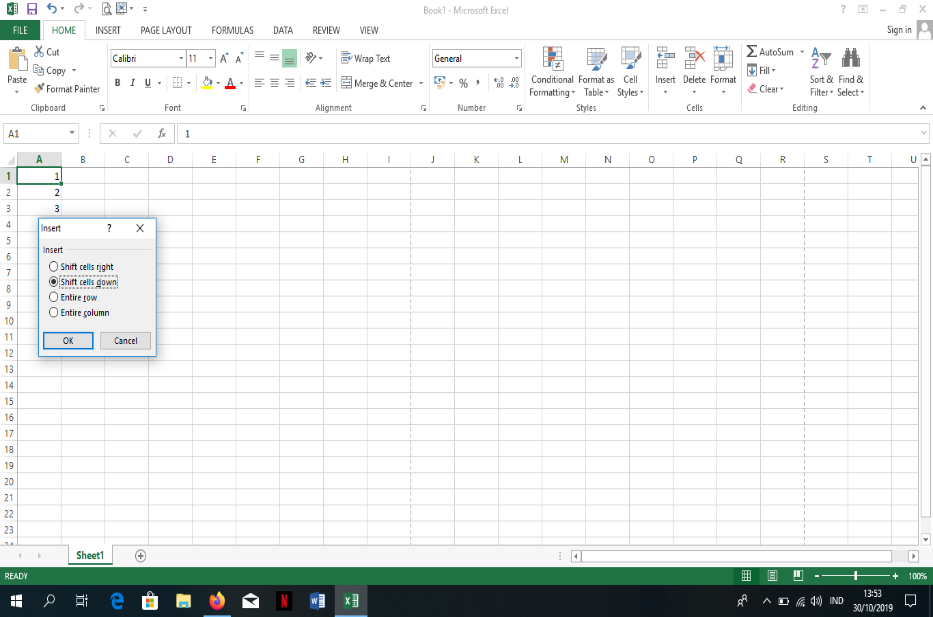 Book1 - Microsoft Excel
FILE HOME INSERT PAGE LAYOUT FORMULAS DATA REVIEW VIEW Sign in
Paste Cut Copy Format Painter
Clipboard
Calibri 11
B I U A
Font
Wrap Text
Merge & Center
Alignment
General
%
Number
Conditional Formatting Format as Table Cell Styles
Styles
Insert Delete Format
Cells
AutoSum
Fill
Clear
Sort & Filter Find & Select
Editing
A1 fx 1
A B C D E F G H I J K L M N O P Q R S T U
1 1
2 2
3 3
4
5
6
7
8
9
10
11
12
13
14
15
16
17
18
19
20
21
22
23
24
Insert ?
Insert
Shift cells right
Shift cells down
Entire row
Entire column
OK Cancel
Sheet1
READY 100%
IND 13:53
30/10/2019